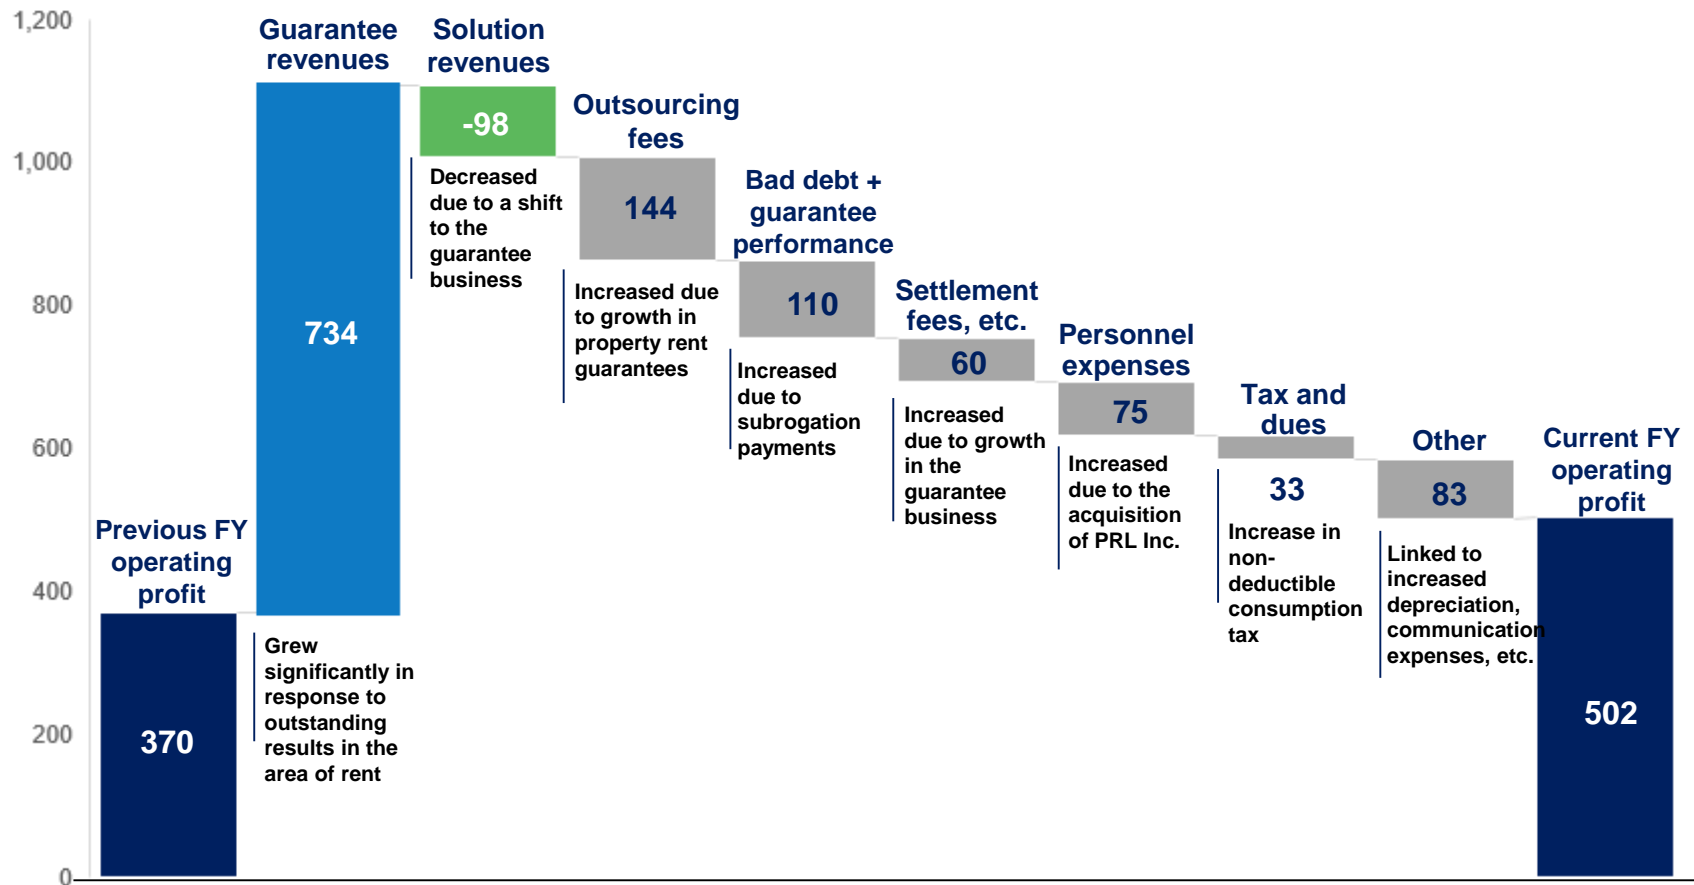 1,200
1,000
800
600
400
200
0
Previous FY
operating
profit
370
Guarantee
revenues
734
Grew
significantly in
response to
outstanding
results in the
area of rent
Solution
revenues
-98
Decreased
due to a shift
to the
guarantee
business
Outsourcing
fees
144
Increased due
to growth in
property rent
guarantees
Bad debt +
guarantee
performance
110
Increased
due to
subrogation
payments
Settlement
fees, etc.
60
Increased
due to growth
in the
guarantee
business
Personnel
expenses
75
Increased
due to the
acquisition
of PRL Inc.
Tax and
dues
33
Increase in
non-
deductible
consumption
tax
Other
83
Linked to
increased
depreciation,
communication
expenses, etc.
Current FY
operating
profit
502